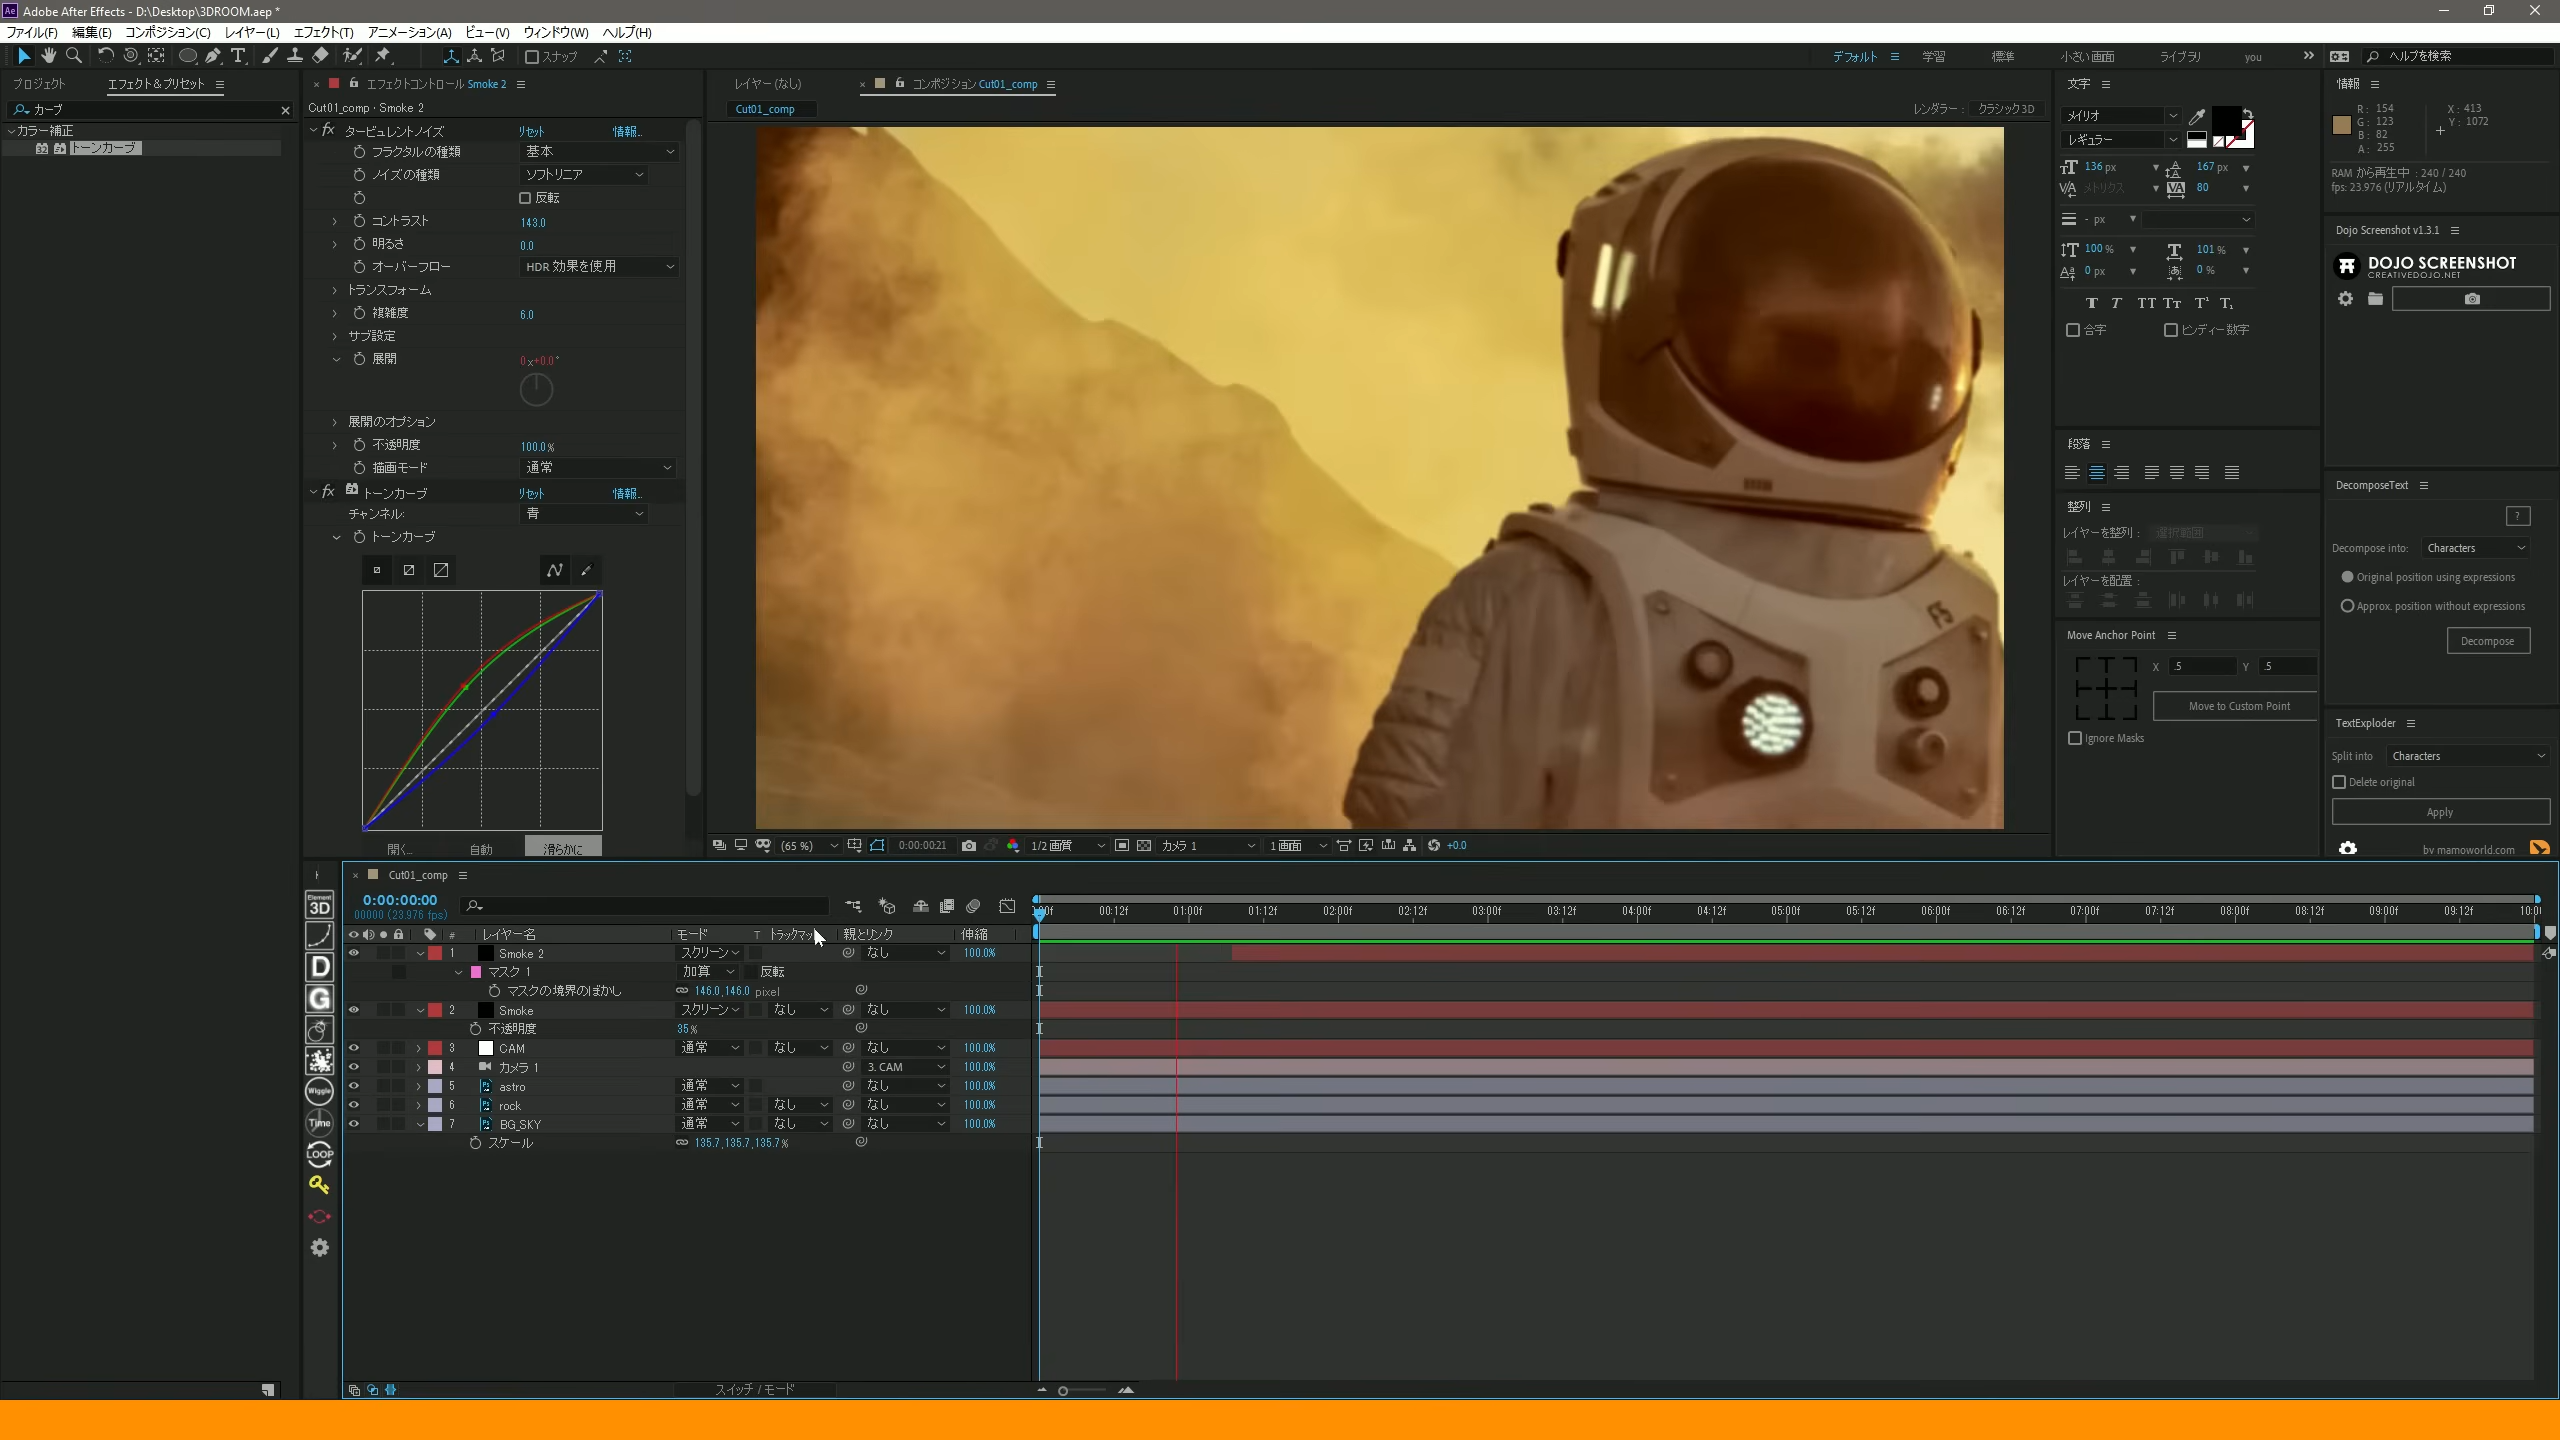 Adobe After Effects - D:\Desktop\3DROOM.aep *
ファイル(F) 編集(E) コンポジション(C) レイヤー(L) エフェクト(T) アニメーション(A) ビュー(V) ウィンドウ(W) ヘルプ(H)
スナップ デフォルト 学習 標準 小さい画面 ライブラリ you ヘルプを検索
プロジェクト エフェクト&プリセット
カーブ
カラー補正
トーンカーブ
エフェクトコントロール Smoke 2
Cut01_comp · Smoke 2
タービュレントノイズ リセット 情報...
フラクタルの種類 基本
ノイズの種類 ソフトリニア
反転
コントラスト 143.0
明るさ 0.0
オーバーフロー HDR 効果を使用
トランスフォーム
複雑度 6.0
サブ設定
展開 0x+0.0°
展開のオプション
不透明度 100.0%
描画モード 通常
トーンカーブ リセット 情報...
チャンネル: 青
トーンカーブ
開く... 自動 滑らかに
レイヤー (なし) コンポジション Cut01_comp
Cut01_comp レンダラー : クラシック 3D
F5
(65 %) 0:00:00:21 1/2 画質 カメラ 1 1 画面 +0.0
文字
メイリオ
レギュラー
136 px 167 px
メトリクス 80
- px
100 % 101 %
0 px 0 %
合字 ヒンディー数字
段落
整列
レイヤーを整列 : 選択範囲
レイヤーを配置 :
Move Anchor Point
X .5 Y .5
Move to Custom Point
Ignore Masks
情報
R : 154 X : 413
G : 123 Y : 1072
B : 82
A : 255
RAM から再生中 : 240 / 240
fps: 23.976 (リアルタイム)
Dojo Screenshot v1.3.1
DOJO SCREENSHOT
CREATIVEDOJO.NET
DecomposeText
?
Decompose into: Characters
Original position using expressions
Approx. position without expressions
Decompose
TextExploder
Split into Characters
Delete original
Apply
by mamoworld.com
Element 3D
D
G
Wiggle
Time
LOOP
Cut01_comp
0:00:00:00
00000 (23.976 fps)
:00f 00:12f 01:00f 01:12f 02:00f 02:12f 03:00f 03:12f 04:00f 04:12f 05:00f 05:12f 06:00f 06:12f 07:00f 07:12f 08:00f 08:12f 09:00f 09:12f 10:0
# レイヤー名 モード T トラックマッ 親とリンク 伸縮
1 Smoke 2 スクリーン なし 100.0%
マスク 1 加算 反転
マスクの境界のぼかし 146.0,146.0 pixel
2 Smoke スクリーン なし なし 100.0%
不透明度 35%
3 CAM 通常 なし なし 100.0%
4 カメラ 1 3. CAM 100.0%
5 astro 通常 なし 100.0%
6 rock 通常 なし なし 100.0%
7 BG_SKY 通常 なし なし 100.0%
スケール 135.7,135.7,135.7%
スイッチ / モード